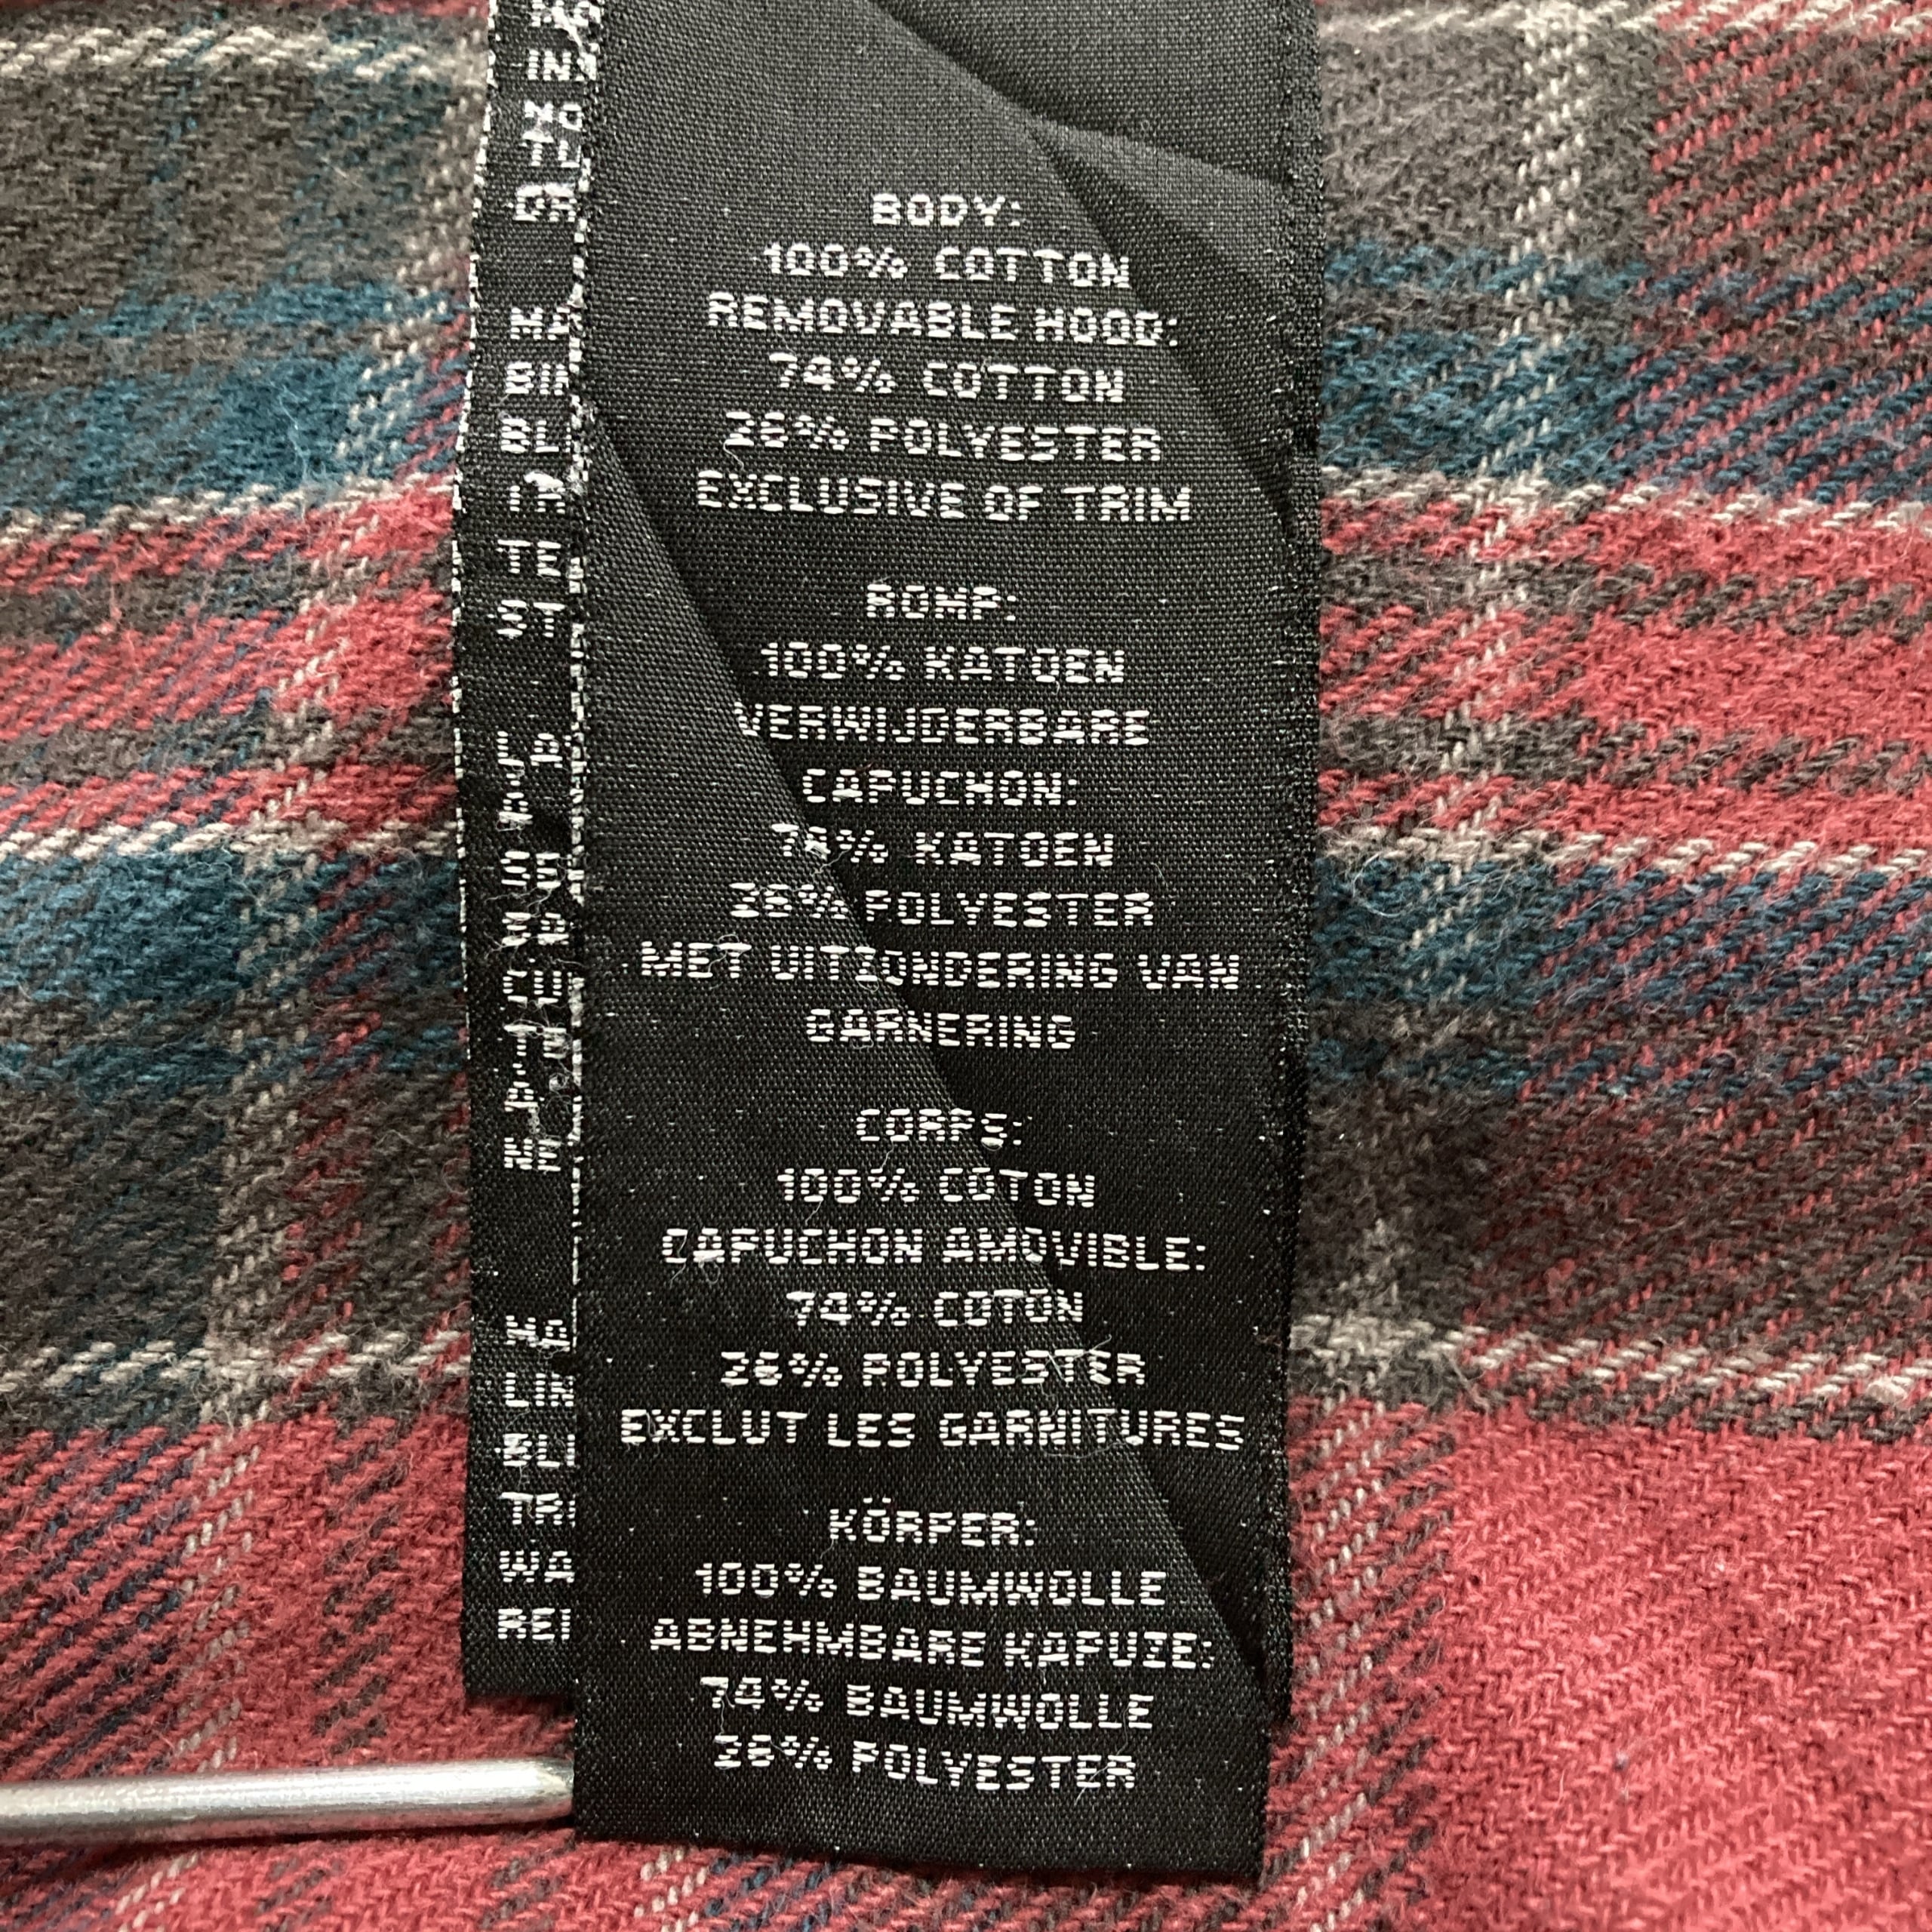 BODY:
100% COTTON
REMOVABLE HOOD:
74% COTTON
26% POLYESTER
EXCLUSIVE OF TRIM
ROMP:
100% KATOEN
VERWIJDERBARE
CAPUCHON:
74% KATOEN
26% POLYESTER
MET UITZONDERING VAN
GARNERING
CORPS:
100% COTON
CAPUCHON AMOVIBLE:
74% COTON
26% POLYESTER
EXCLUT LES GARNITURES
KÖRPER:
100% BAUMWOLLE
ABNEHMBARE KAPUZE:
74% BAUMWOLLE
26% POLYESTER